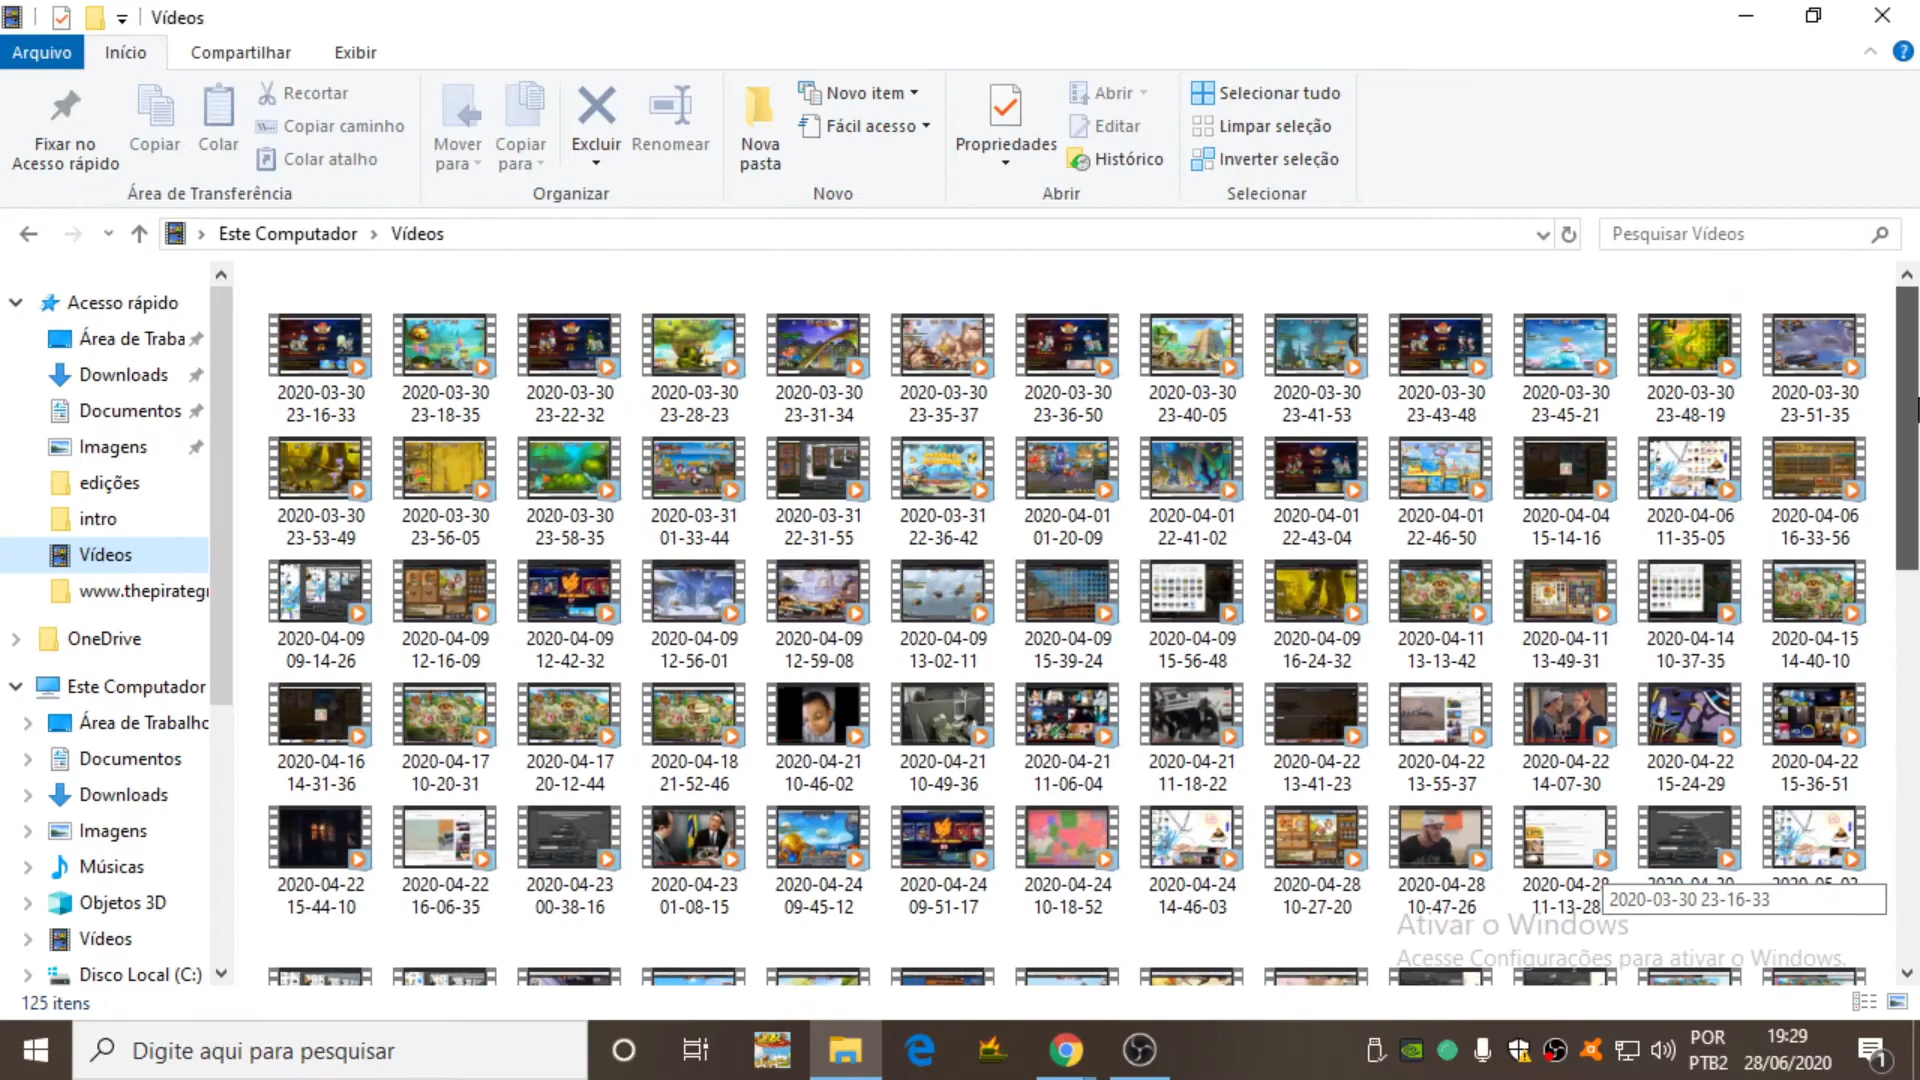 Vídeos
Arquivo Início Compartilhar Exibir
Fixar no Acesso rápido
Copiar
Colar
Recortar
Copiar caminho
Colar atalho
Área de Transferência
Mover para
Copiar para
Excluir
Renomear
Organizar
Nova pasta
Novo item
Fácil acesso
Novo
Propriedades
Abrir
Editar
Histórico
Abrir
Selecionar tudo
Limpar seleção
Inverter seleção
Selecionar
Este Computador > Vídeos
Pesquisar Vídeos
Acesso rápido
Área de Traba
Downloads
Documentos
Imagens
edições
intro
Vídeos
www.thepirateg
OneDrive
Este Computador
Área de Trabalho
Documentos
Downloads
Imagens
Músicas
Objetos 3D
Vídeos
Disco Local (C:)
2020-03-30 2020-03-30 2020-03-30 2020-03-30 2020-03-30 2020-03-30 2020-03-30 2020-03-30 2020-03-30 2020-03-30 2020-03-30 2020-03-30 2020-03-30
23-16-33 23-18-35 23-22-32 23-28-23 23-31-34 23-35-37 23-36-50 23-40-05 23-41-53 23-43-48 23-45-21 23-48-19 23-51-35
2020-03-30 2020-03-30 2020-03-30 2020-03-31 2020-03-31 2020-03-31 2020-04-01 2020-04-01 2020-04-01 2020-04-01 2020-04-04 2020-04-06 2020-04-06
23-53-49 23-56-05 23-58-35 01-33-44 22-31-55 22-36-42 01-20-09 22-41-02 22-43-04 22-46-50 15-14-16 11-35-05 16-33-56
2020-04-09 2020-04-09 2020-04-09 2020-04-09 2020-04-09 2020-04-09 2020-04-09 2020-04-09 2020-04-09 2020-04-11 2020-04-11 2020-04-14 2020-04-15
09-14-26 12-16-09 12-42-32 12-56-01 12-59-08 13-02-11 15-39-24 15-56-48 16-24-32 13-13-42 13-49-31 10-37-35 14-40-10
2020-04-16 2020-04-17 2020-04-17 2020-04-18 2020-04-21 2020-04-21 2020-04-21 2020-04-21 2020-04-22 2020-04-22 2020-04-22 2020-04-22 2020-04-22
14-31-36 10-20-31 20-12-44 21-52-46 10-46-02 10-49-36 11-06-04 11-18-22 13-41-23 13-55-37 14-07-30 15-24-29 15-36-51
2020-04-22 2020-04-22 2020-04-23 2020-04-23 2020-04-24 2020-04-24 2020-04-24 2020-04-24 2020-04-28 2020-04-28 2020-04-28
15-44-10 16-06-35 00-38-16 01-08-15 09-45-12 09-51-17 10-18-52 14-46-03 10-27-20 10-47-26 11-13-28
2020-03-30 23-16-33
Ativar o Windows
Acesse Configurações para ativar o Windows.
125 itens
Digite aqui para pesquisar
POR
PTB2
19:29
28/06/2020
1